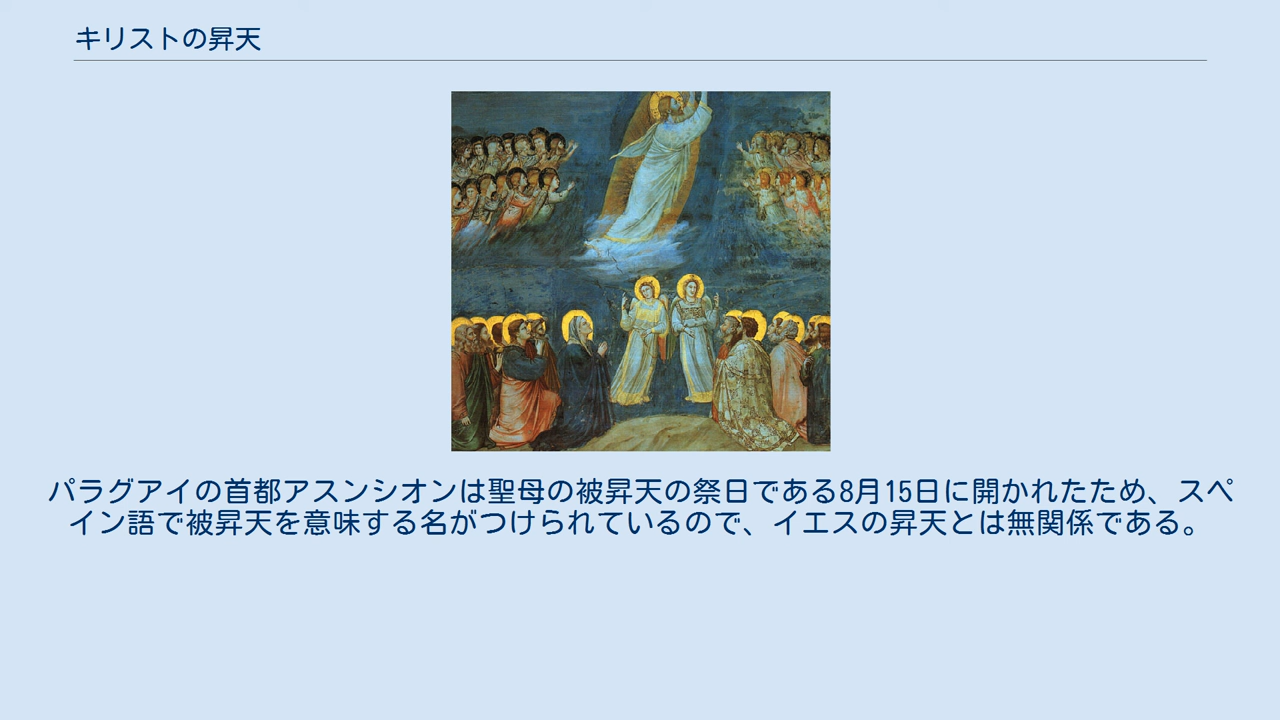 キリストの昇天
パラグアイの首都アスンシオンは聖母の被昇天の祭日である8月15日に開かれたため、スペ
イン語で被昇天を意味する名がつけられているので、イエスの昇天とは無関係である。